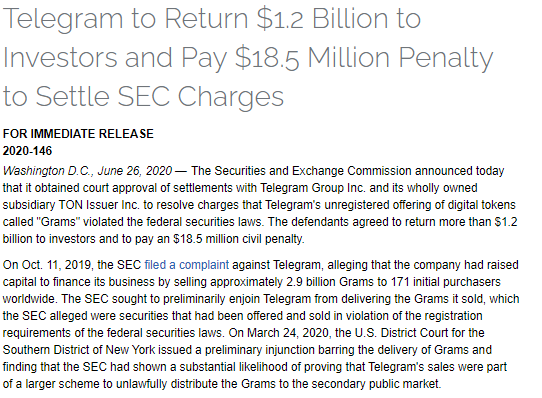 Telegram to Return $1.2 Billion to
Investors and Pay $18.5 Million Penalty
to Settle SEC Charges
FOR IMMEDIATE RELEASE
2020-146
Washington D.C., June 26, 2020 — The Securities and Exchange Commission announced today
that it obtained court approval of settlements with Telegram Group Inc. and its wholly owned
subsidiary TON Issuer Inc. to resolve charges that Telegram's unregistered offering of digital tokens
called "Grams" violated the federal securities laws. The defendants agreed to return more than $1.2
billion to investors and to pay an $18.5 million civil penalty.
On Oct. 11, 2019, the SEC filed a complaint against Telegram, alleging that the company had raised
capital to finance its business by selling approximately 2.9 billion Grams to 171 initial purchasers
worldwide. The SEC sought to preliminarily enjoin Telegram from delivering the Grams it sold, which
the SEC alleged were securities that had been offered and sold in violation of the registration
requirements of the federal securities laws. On March 24, 2020, the U.S. District Court for the
Southern District of New York issued a preliminary injunction barring the delivery of Grams and
finding that the SEC had shown a substantial likelihood of proving that Telegram's sales were part
of a larger scheme to unlawfully distribute the Grams to the secondary public market.